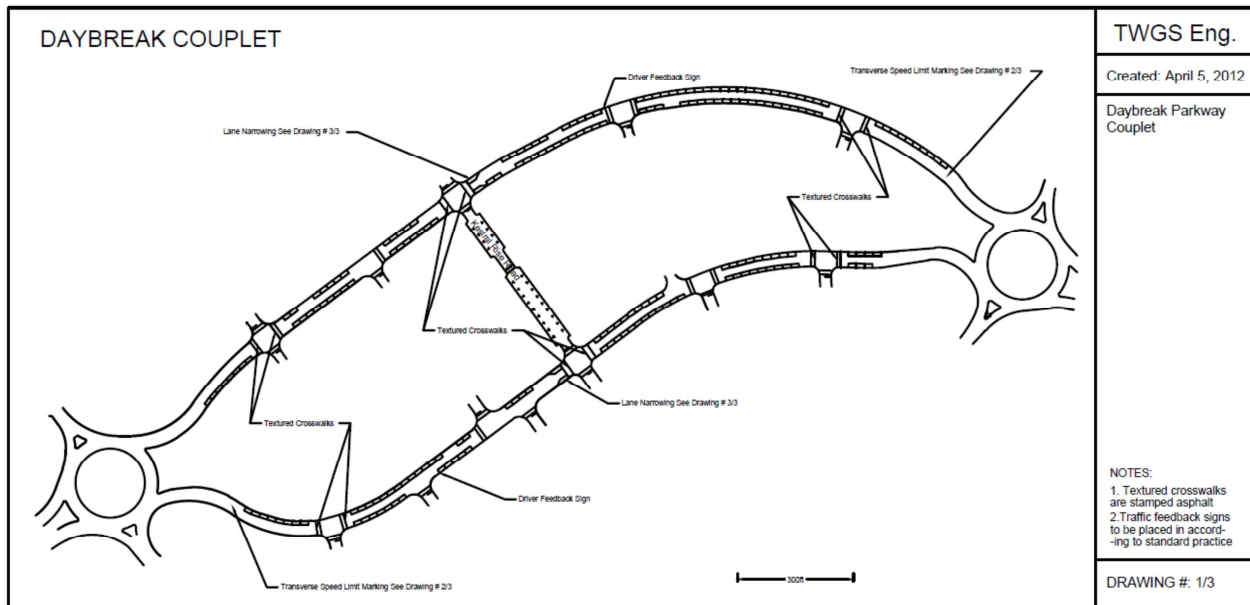 DAYBREAK COUPLET
Driver Feedback Sign
Transverse Speed Limit Marking See Drawing # 2/3
Lane Narrowing See Drawing # 3/3
Textured Crosswalks
Kestrel Rise Road
Textured Crosswalks
Lane Narrowing See Drawing # 3/3
Textured Crosswalks
Driver Feedback Sign
Transverse Speed Limit Marking See Drawing # 2/3
300ft
TWGS Eng.
Created: April 5, 2012
Daybreak Parkway
Couplet
NOTES:
1. Textured crosswalks
are stamped asphalt
2.Traffic feedback signs
to be placed in accord-
-ing to standard practice
DRAWING #: 1/3